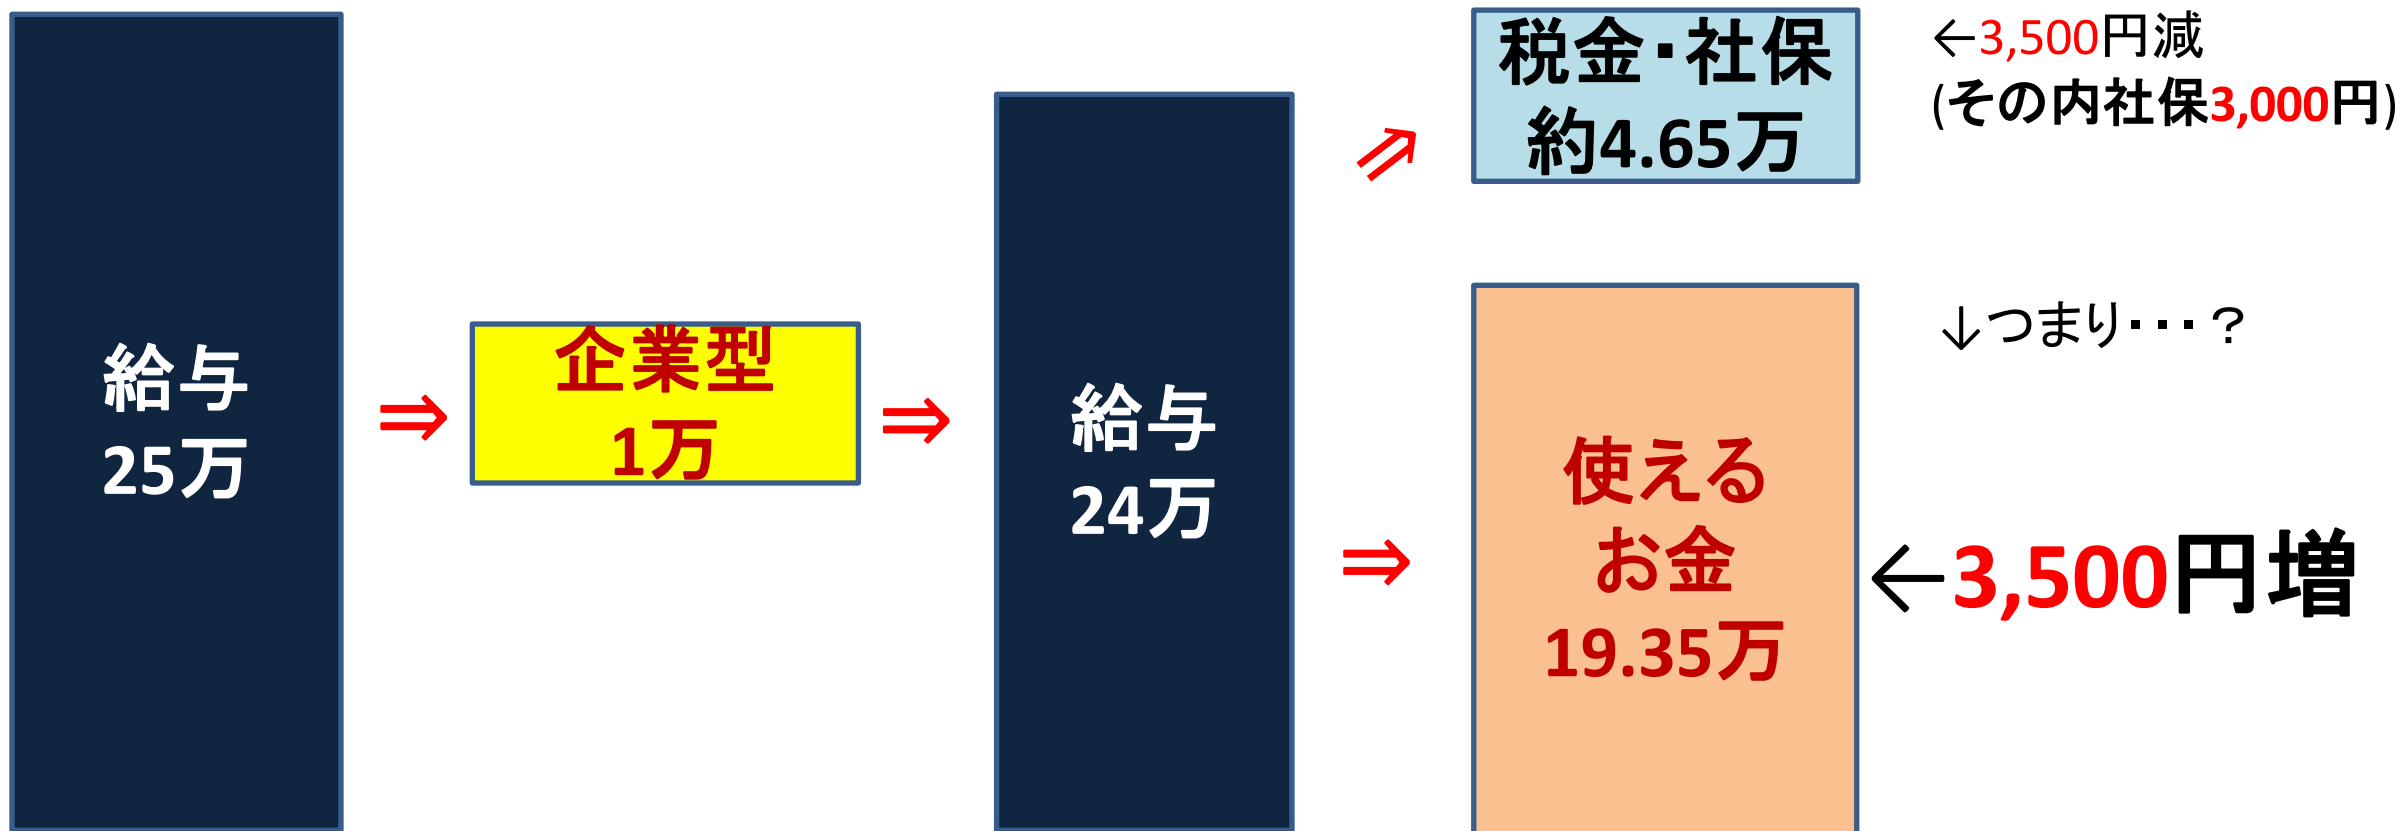 給与
25万
⇒
企業型
1万
⇒
給与
24万
⇒
税金・社保
約4.65万
←3,500円減
(その内社保3,000円)
↓つまり・・・？
⇒
使える
お金
19.35万
←3,500円増